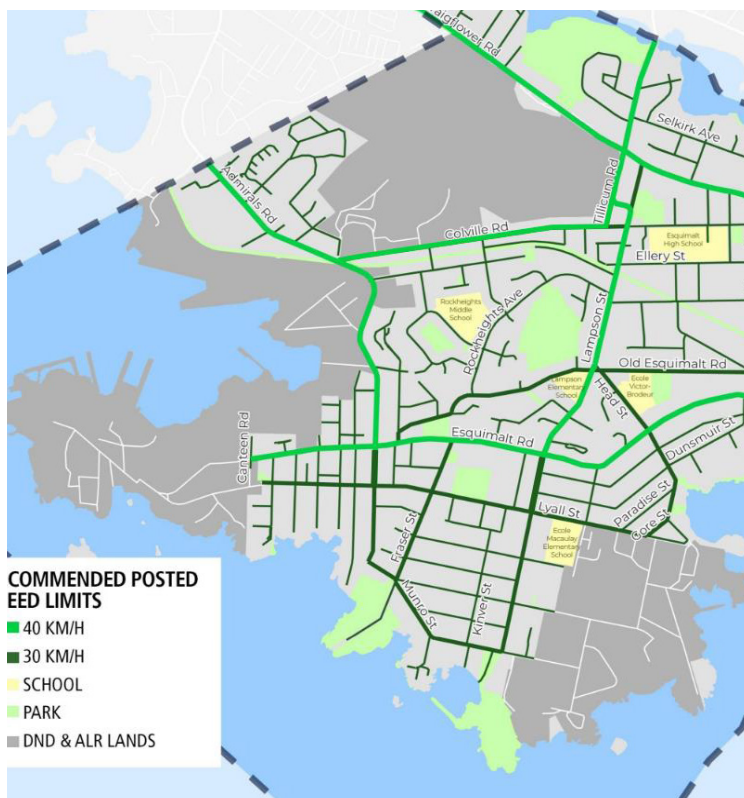 aigflower Rd
Selkirk Ave
Admirals Rd
Tillicum Rd
Colville Rd
Esquimalt
High School
Ellery St
Rockheights
Middle
School
Rockheights Ave
Lampson St
Old Esquimalt Rd
Lampson
Elementary
School
Head St
Ecole
Victor-
Brodeur
Esquimalt Rd
Dunsmuir St
Canteen Rd
Lyall St
Paradise St
Core St
Ecole
Macaulay
Elementary
School
Fraser St
Munro St
Kinver St
COMMENDED POSTED
EED LIMITS
40 KM/H
30 KM/H
SCHOOL
PARK
DND & ALR LANDS